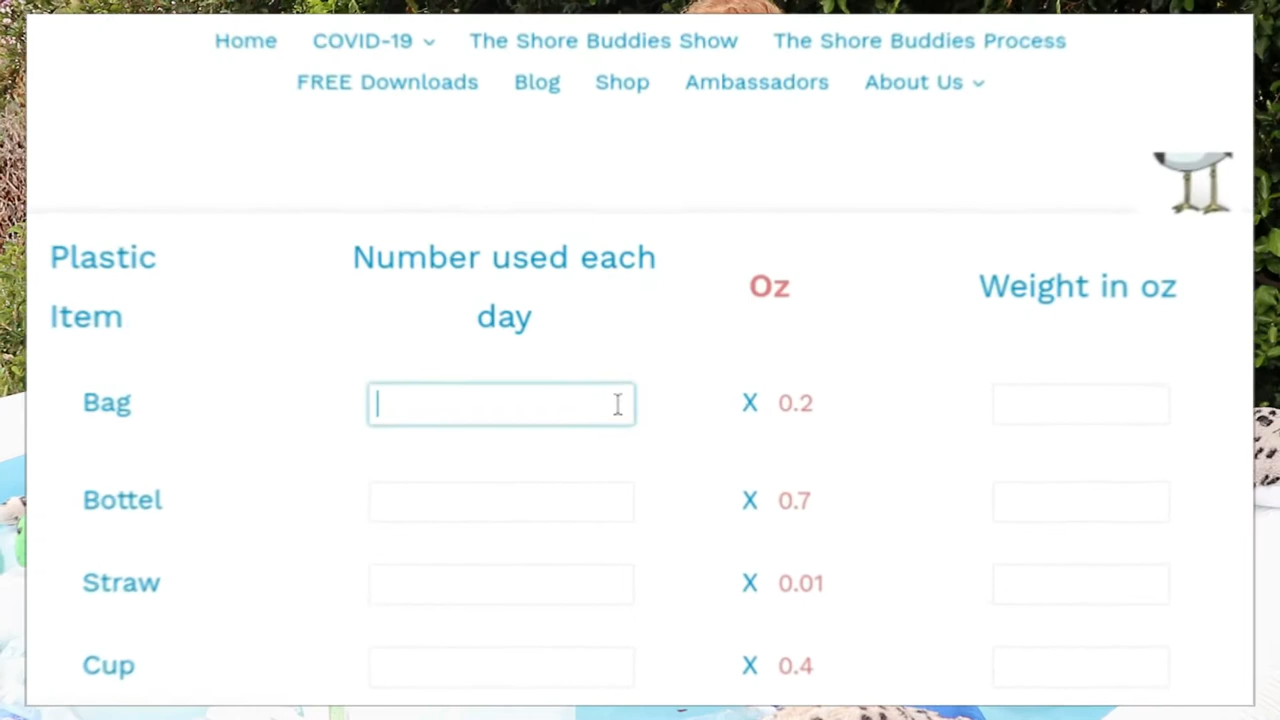 Home COVID-19 The Shore Buddies Show The Shore Buddies Process
FREE Downloads Blog Shop Ambassadors About Us
Plastic Item Number used each day Oz Weight in oz
Bag X 0.2
Bottel X 0.7
Straw X 0.01
Cup X 0.4